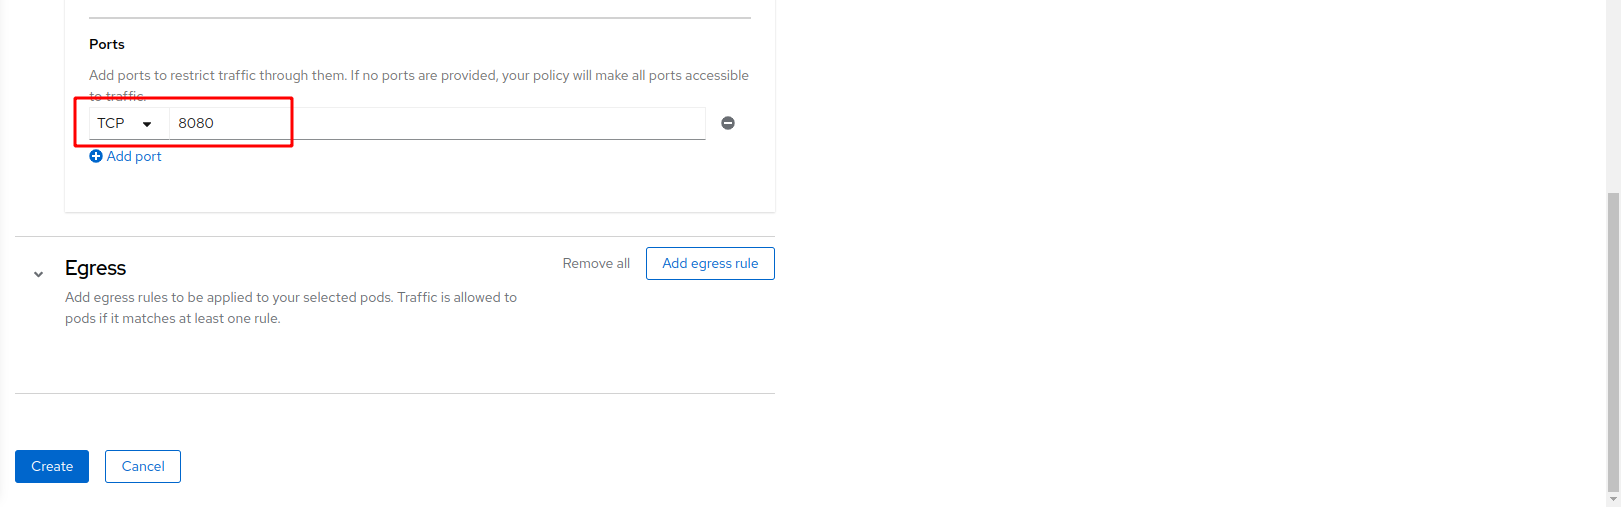 Ports
Add ports to restrict traffic through them. If no ports are provided, your policy will make all ports accessible
to traffic.
TCP 8080
Add port
Egress
Remove all
Add egress rule
Add egress rules to be applied to your selected pods. Traffic is allowed to
pods if it matches at least one rule.
Create
Cancel